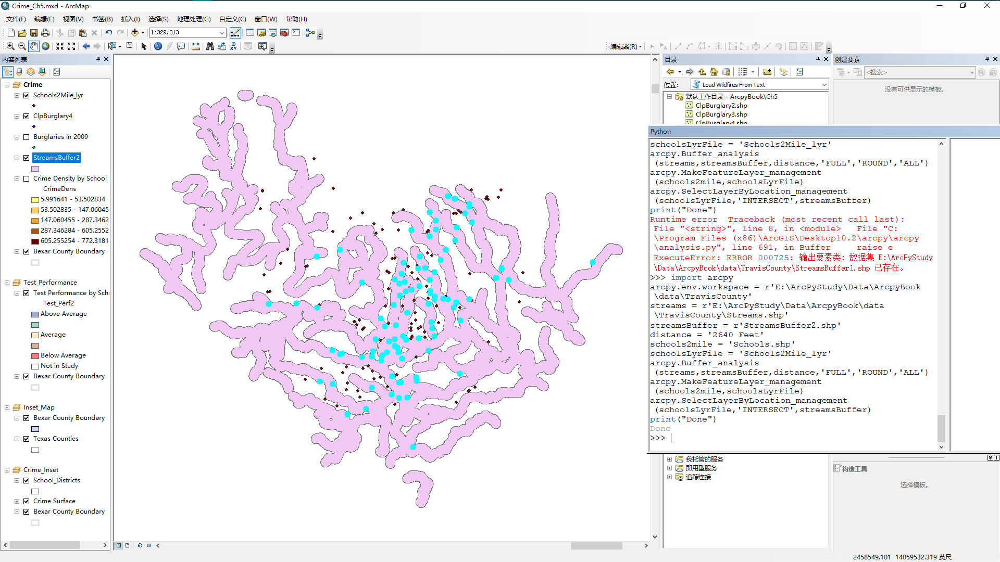 Crime_Ch5.mxd - ArcMap
文件(F) 编辑(E) 视图(V) 书签(B) 插入(I) 选择(S) 地理处理(G) 自定义(C) 窗口(W) 帮助(H)
1:329,013
编辑器(R)
内容列表
Crime
Schools2Mile_lyr
ClpBurglary4
Burglaries in 2009
StreamsBuffer2
Crime Density by School
CrimeDens
5.991641 - 53.502834
53.502835 - 147.06045
147.060455 - 287.3462
287.346284 - 605.2552
605.255254 - 772.3181
Bexar County Boundary
Test_Performance
Test Performance by Sch
Test_Perf2
Above Average
Average
Below Average
Not in Study
Bexar County Boundary
Inset_Map
Bexar County Boundary
Texas Counties
Crime_Inset
School_Districts
Crime Surface
Bexar County Boundary
目录
位置:
Load Wildfires From Text
默认工作目录 - ArcpyBook\Ch5
ClpBurglary2.shp
ClpBurglary3.shp
ClpBurglary4.shp
创建要素
<搜索>
没有可供显示的模板。
Python
schoolsLyrFile = 'Schools2Mile_lyr'
arcpy.Buffer_analysis
(streams,streamsBuffer,distance,'FULL','ROUND','ALL')
arcpy.MakeFeatureLayer_management
(schools2mile,schoolsLyrFile)
arcpy.SelectLayerByLocation_management
(schoolsLyrFile,'INTERSECT',streamsBuffer)
print("Done")
Runtime error  Traceback (most recent call last):
File "<string>", line 8, in <module>   File "C:
\Program Files (x86)\ArcGIS\Desktop10.2\arcpy\arcpy
\analysis.py", line 691, in Buffer     raise e
ExecuteError: ERROR 000725: 输出要素类: 数据集 E:\ArcPyStudy
\Data\ArcpyBook\data\TravisCounty\StreamsBuffer1.shp 已存在。
>>> import arcpy
arcpy.env.workspace = r'E:\ArcPyStudy\Data\ArcpyBook
\data\TravisCounty'
streams = r'E:\ArcPyStudy\Data\ArcpyBook\data
\TravisCounty\Streams.shp'
streamsBuffer = r'StreamsBuffer2.shp'
distance = '2640 Feet'
schools2mile = 'Schools.shp'
schoolsLyrFile = 'Schools2Mile_lyr'
arcpy.Buffer_analysis
(streams,streamsBuffer,distance,'FULL','ROUND','ALL')
arcpy.MakeFeatureLayer_management
(schools2mile,schoolsLyrFile)
arcpy.SelectLayerByLocation_management
(schoolsLyrFile,'INTERSECT',streamsBuffer)
print("Done")
Done
>>>
我托管的服务
即用型服务
追踪连接
构造工具
选择模板。
2458549.101 14059532.319 英尺